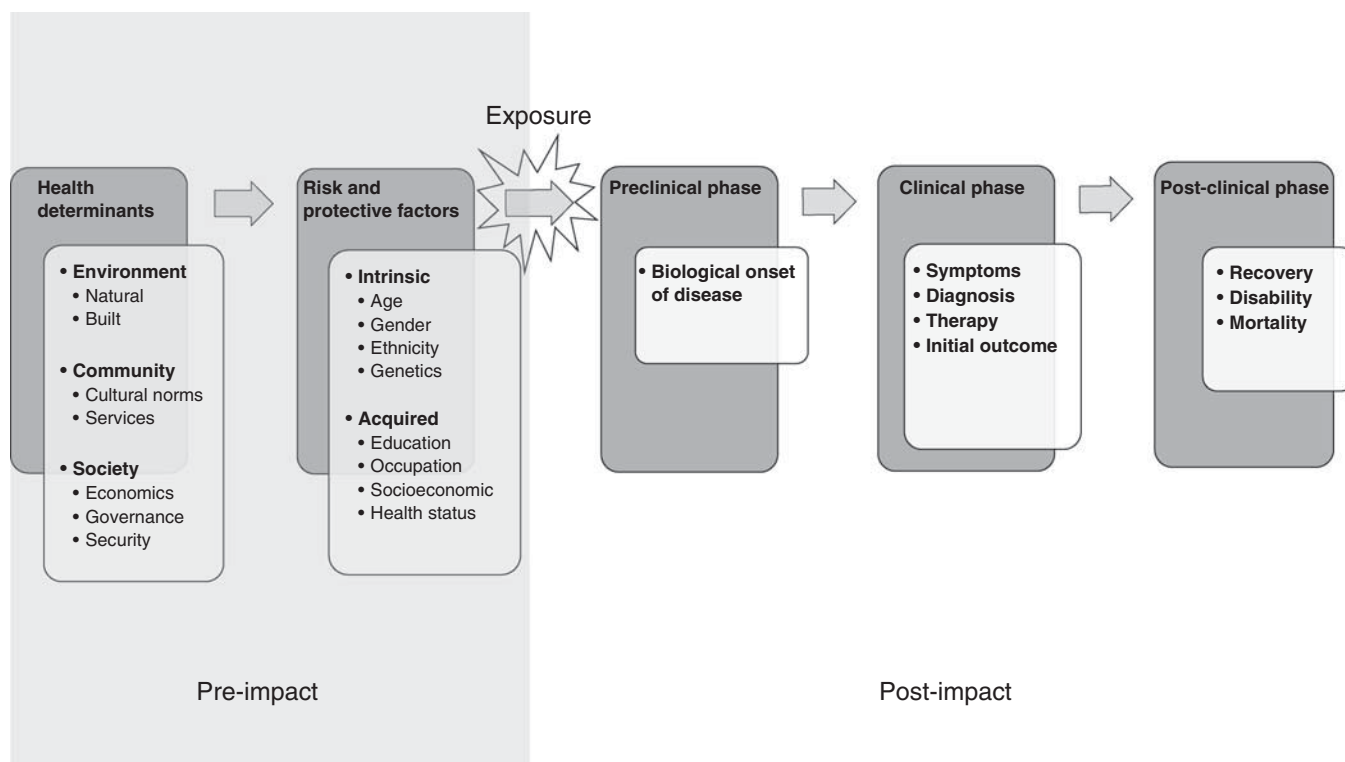 Exposure
Health
determinants
• Environment
• Natural
• Built
• Community
• Cultural norms
• Services
• Society
• Economics
• Governance
• Security
Risk and
protective factors
• Intrinsic
• Age
• Gender
• Ethnicity
• Genetics
• Acquired
• Education
• Occupation
• Socioeconomic
• Health status
Preclinical phase
• Biological onset
of disease
Clinical phase
• Symptoms
• Diagnosis
• Therapy
• Initial outcome
Post-clinical phase
• Recovery
• Disability
• Mortality
Pre-impact
Post-impact